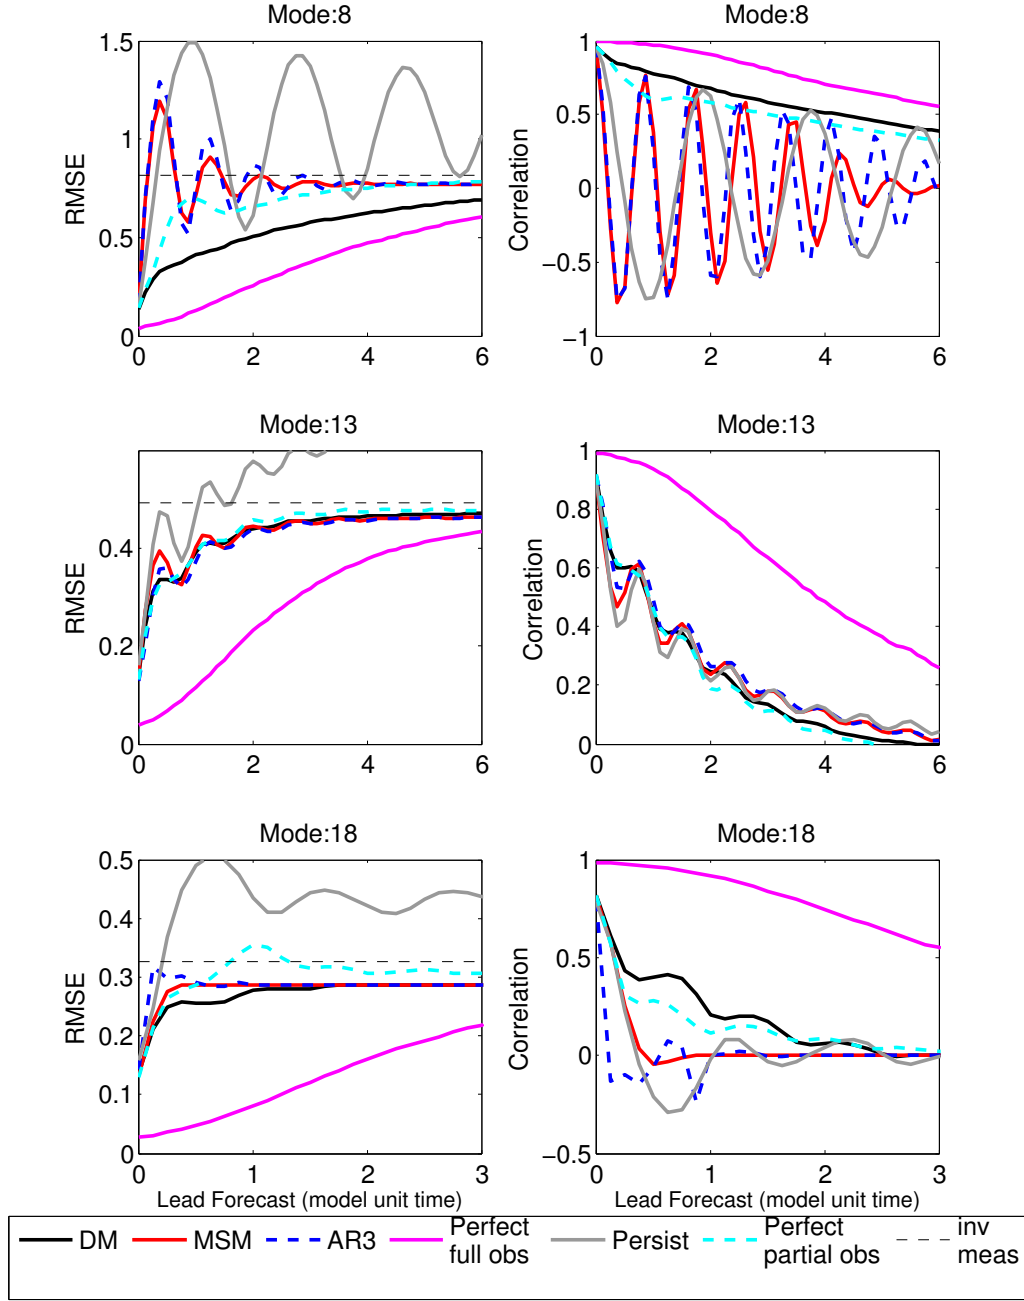 Mode:8
Mode:8
1.5
1
0.5
0
RMSE
0
2
4
6
1
0.5
0
−0.5
−1
Correlation
0
2
4
6
Mode:13
Mode:13
0.4
0.2
0
RMSE
0
2
4
6
1
0.8
0.6
0.4
0.2
0
Correlation
0
2
4
6
Mode:18
Mode:18
0.5
0.4
0.3
0.2
0.1
0
RMSE
0
1
2
3
Lead Forecast (model unit time)
1
0.5
0
−0.5
Correlation
0
1
2
3
Lead Forecast (model unit time)
DM
MSM
AR3
Perfect
full obs
Persist
Perfect
partial obs
inv
meas